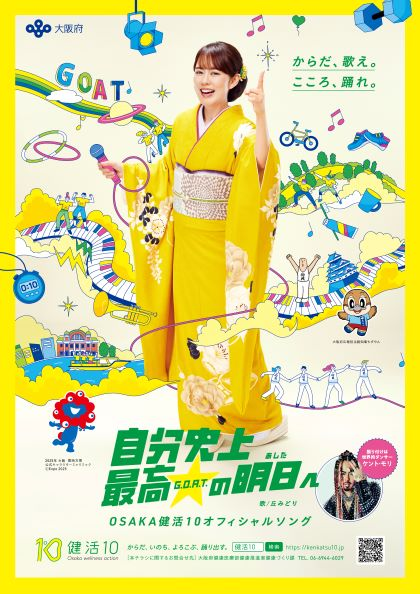 大阪府
からだ、歌え。
こころ、踊れ。
GOAT
GOAT
0:10
大阪府広報担当副知事もずやん
2025年 大阪・関西万博
公式キャラクターミャクミャク
©Expo 2025
自分史上
あした
最高G.O.A.T.の明日へ
歌/丘みどり
OSAKA健活10オフィシャルソング
振り付けは
世界的ダンサー
ケント・モリ
10 健活10
Osaka wellness action
からだ、いのち、よろこぶ、踊り出す。 健活10 検索 https://kenkatsu10.jp
【本チラシに関するお問合せ先】大阪府健康医療部健康推進室健康づくり課 TEL. 06-6944-6029